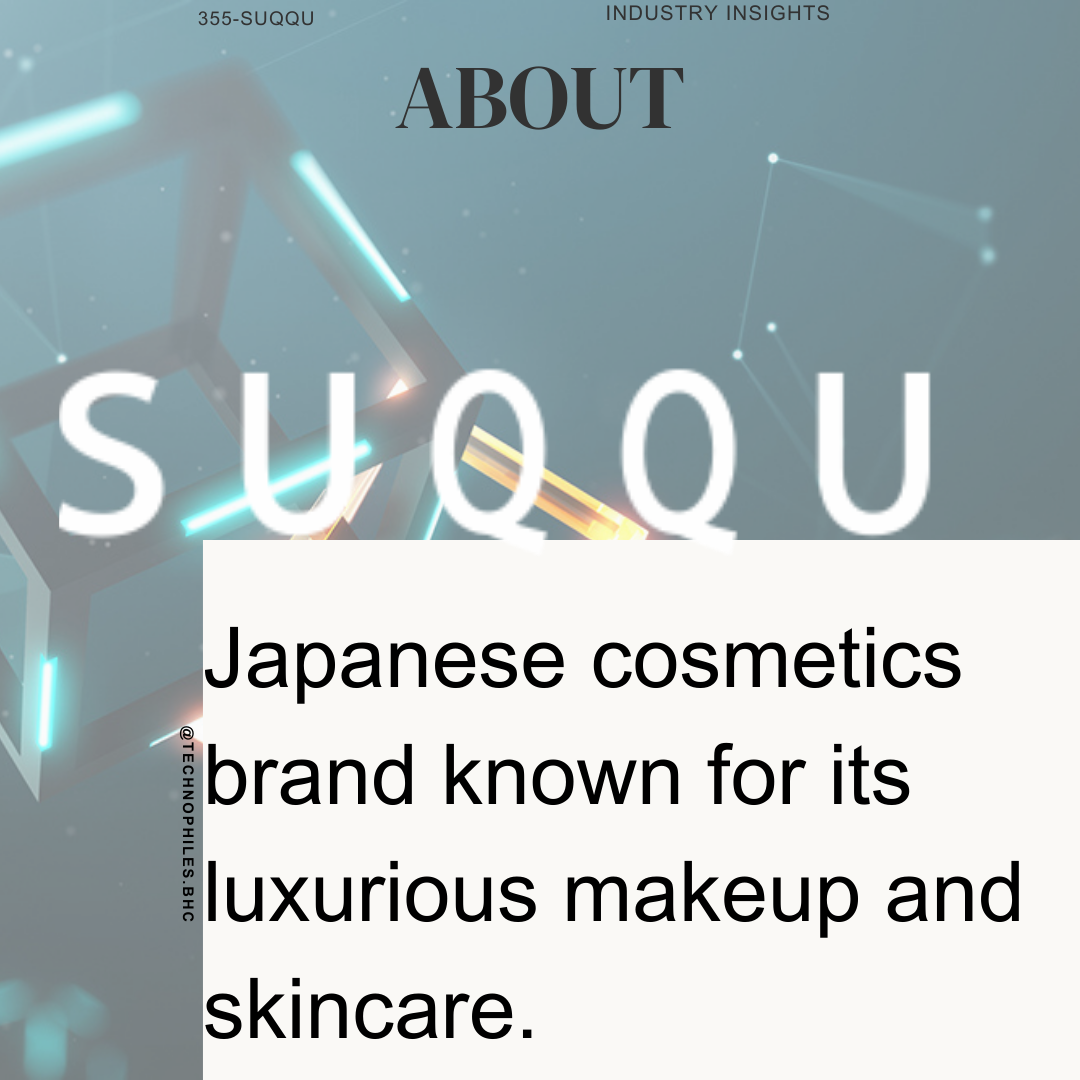 355-SUQQU
INDUSTRY INSIGHTS
ABOUT
SUQQU
Japanese cosmetics
brand known for its
luxurious makeup and
skincare.
@TECHNOPHILES.BHC